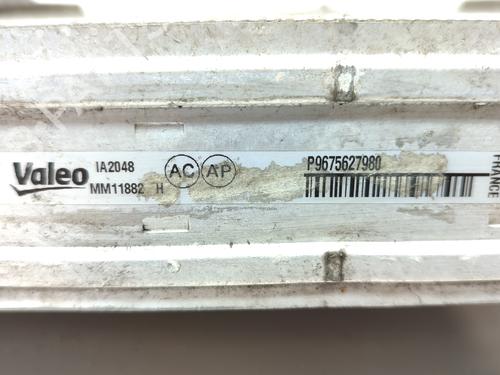 Valeo
IA2048
MM11882 H
AC
AP
P9675627980
FRANCE